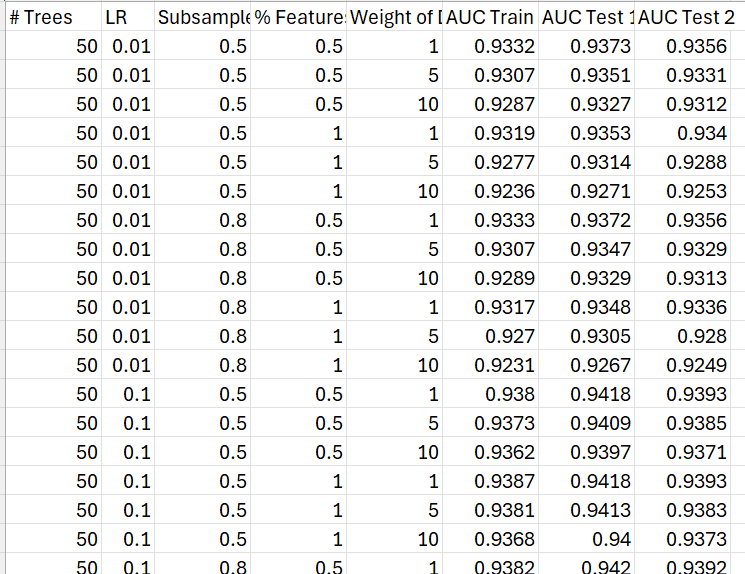 # Trees LR Subsample % Features Weight of D AUC Train AUC Test 1 AUC Test 2
50 0.01 0.5 0.5 1 0.9332 0.9373 0.9356
50 0.01 0.5 0.5 5 0.9307 0.9351 0.9331
50 0.01 0.5 0.5 10 0.9287 0.9327 0.9312
50 0.01 0.5 1 1 0.9319 0.9353 0.934
50 0.01 0.5 1 5 0.9277 0.9314 0.9288
50 0.01 0.5 1 10 0.9236 0.9271 0.9253
50 0.01 0.8 0.5 1 0.9333 0.9372 0.9356
50 0.01 0.8 0.5 5 0.9307 0.9347 0.9329
50 0.01 0.8 0.5 10 0.9289 0.9329 0.9313
50 0.01 0.8 1 1 0.9317 0.9348 0.9336
50 0.01 0.8 1 5 0.927 0.9305 0.928
50 0.01 0.8 1 10 0.9231 0.9267 0.9249
50 0.1 0.5 0.5 1 0.938 0.9418 0.9393
50 0.1 0.5 0.5 5 0.9373 0.9409 0.9385
50 0.1 0.5 0.5 10 0.9362 0.9397 0.9371
50 0.1 0.5 1 1 0.9387 0.9418 0.9393
50 0.1 0.5 1 5 0.9381 0.9413 0.9383
50 0.1 0.5 1 10 0.9368 0.94 0.9373
50 0.1 0.8 0.5 1 0.9382 0.942 0.9392